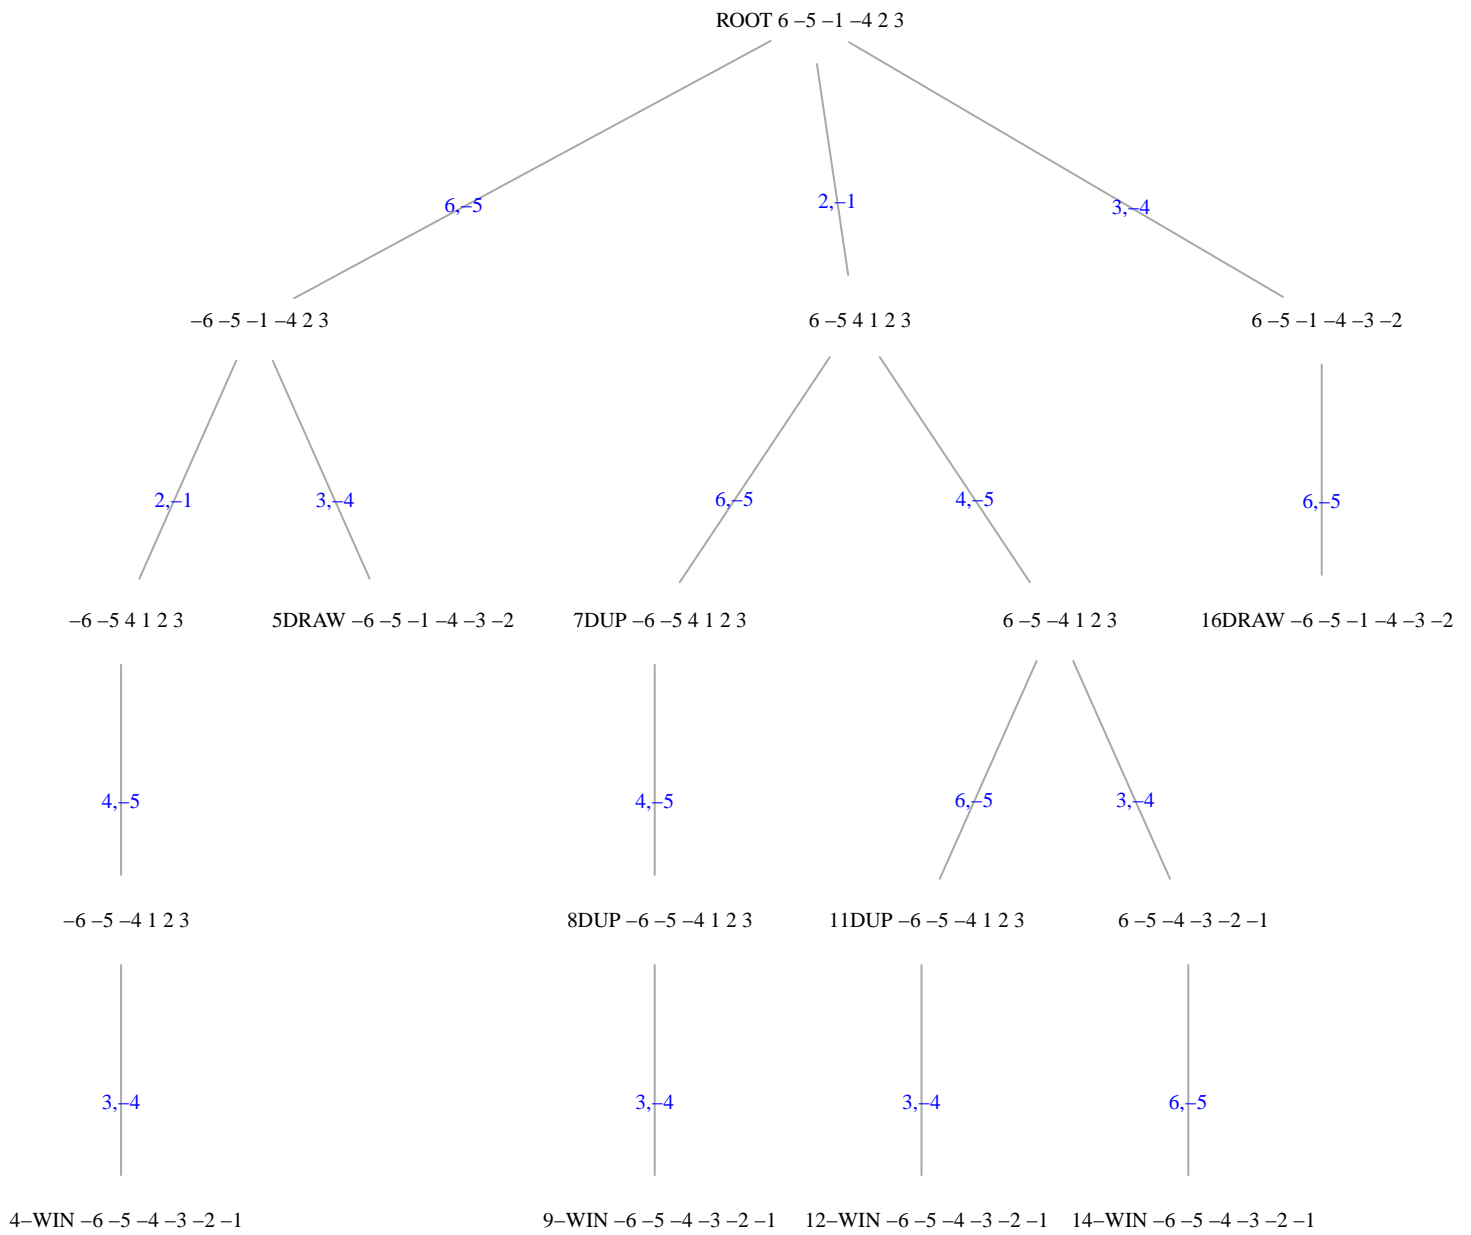 ROOT 6 –5 –1 –4 2 3
6,–5
2,–1
3,–4
–6 –5 –1 –4 2 3
6 –5 4 1 2 3
6 –5 –1 –4 –3 –2
2,–1
3,–4
6,–5
4,–5
6,–5
–6 –5 4 1 2 3
5DRAW –6 –5 –1 –4 –3 –2
7DUP –6 –5 4 1 2 3
6 –5 –4 1 2 3
16DRAW –6 –5 –1 –4 –3 –2
4,–5
4,–5
6,–5
3,–4
–6 –5 –4 1 2 3
8DUP –6 –5 –4 1 2 3
11DUP –6 –5 –4 1 2 3
6 –5 –4 –3 –2 –1
3,–4
3,–4
3,–4
6,–5
4–WIN –6 –5 –4 –3 –2 –1
9–WIN –6 –5 –4 –3 –2 –1
12–WIN –6 –5 –4 –3 –2 –1
14–WIN –6 –5 –4 –3 –2 –1